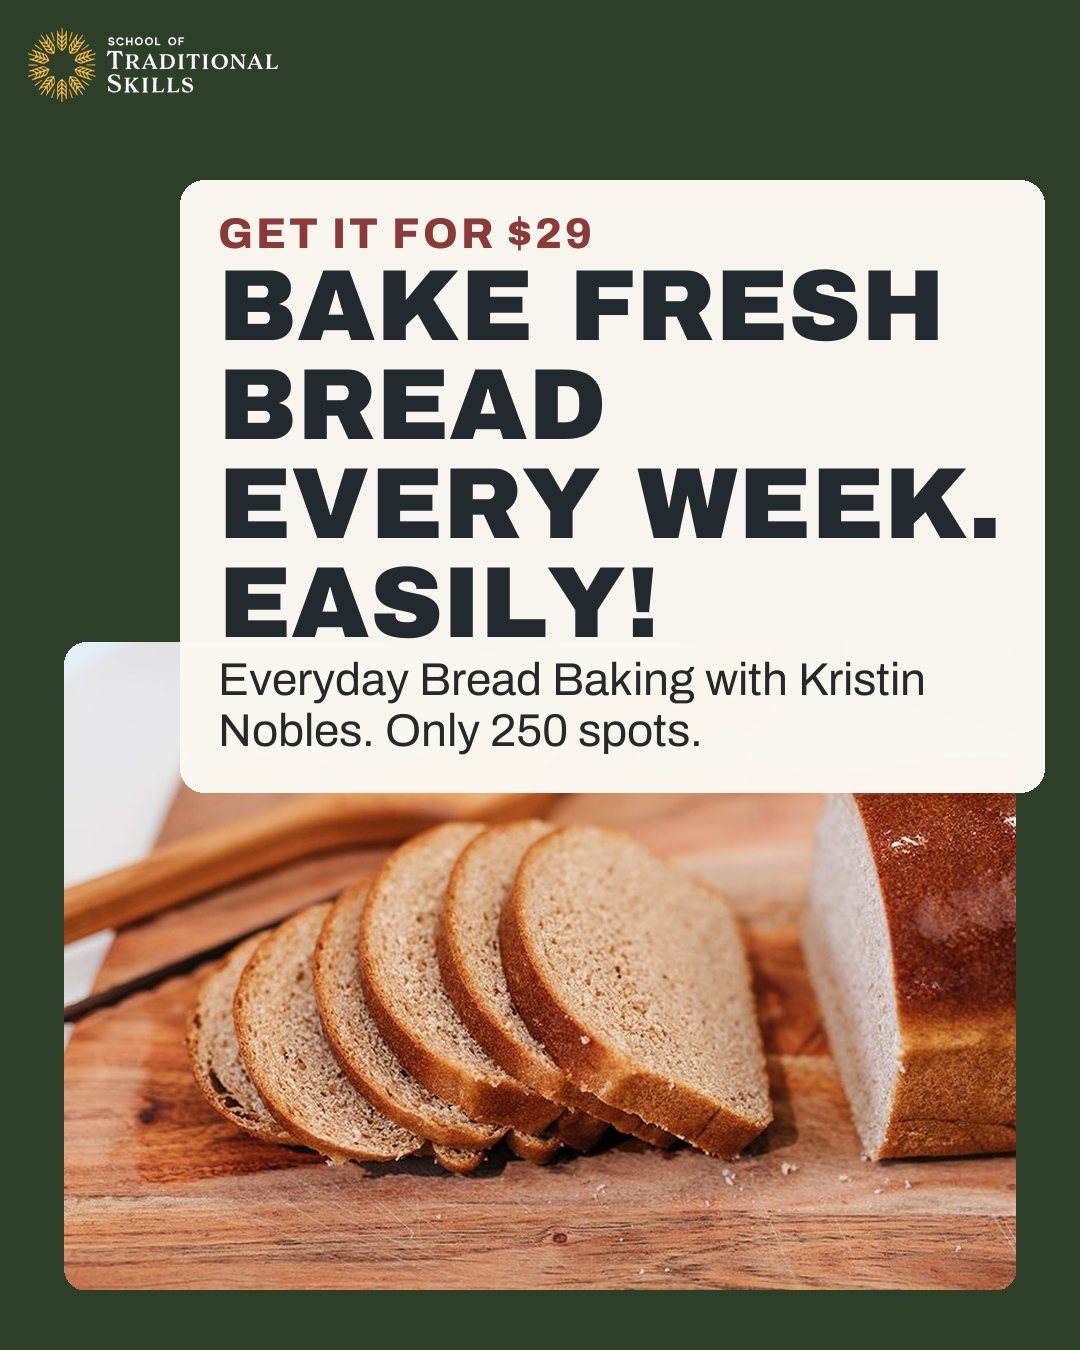 SCHOOL OF
TRADITIONAL
SKILLS
GET IT FOR $29
BAKE FRESH
BREAD
EVERY WEEK.
EASILY!
Everyday Bread Baking with Kristin
Nobles. Only 250 spots.